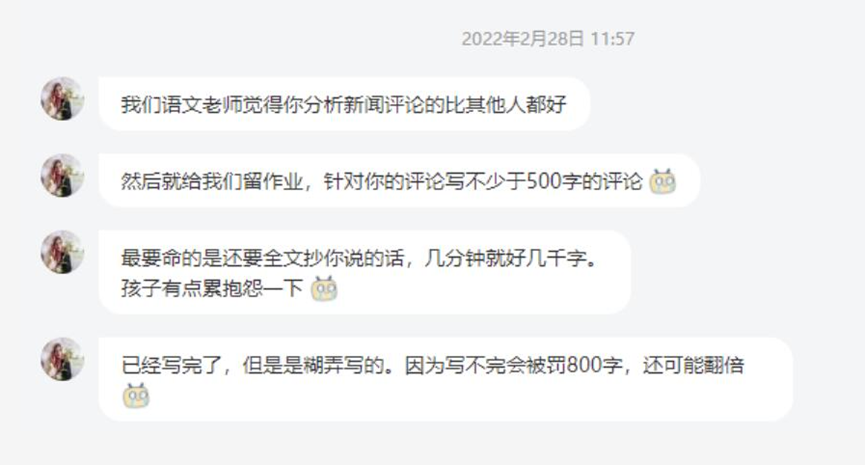 2022年2月28日 11:57
我们语文老师觉得你分析新闻评论的比其他人都好
然后就给我们留作业，针对你的评论写不少于500字的评论
最要命的是还要全文抄你说的话，几分钟就好几千字。
孩子有点累抱怨一下
已经写完了，但是是糊弄写的。因为写不完会被罚800字，还可能翻倍